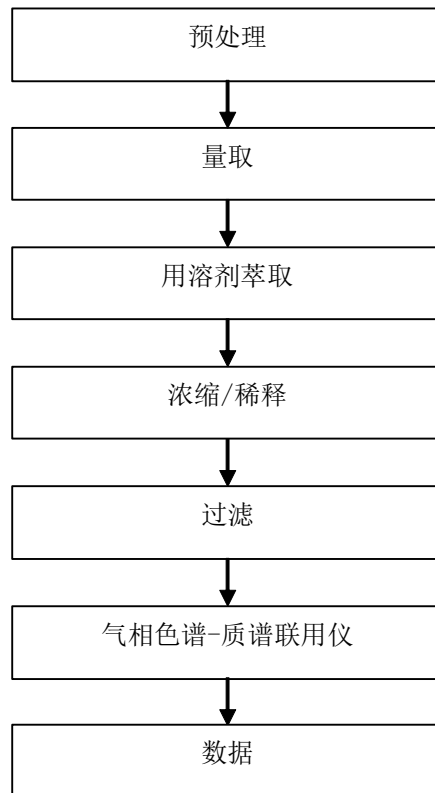 预处理
量取
用溶剂萃取
浓缩/稀释
过滤
气相色谱-质谱联用仪
数据